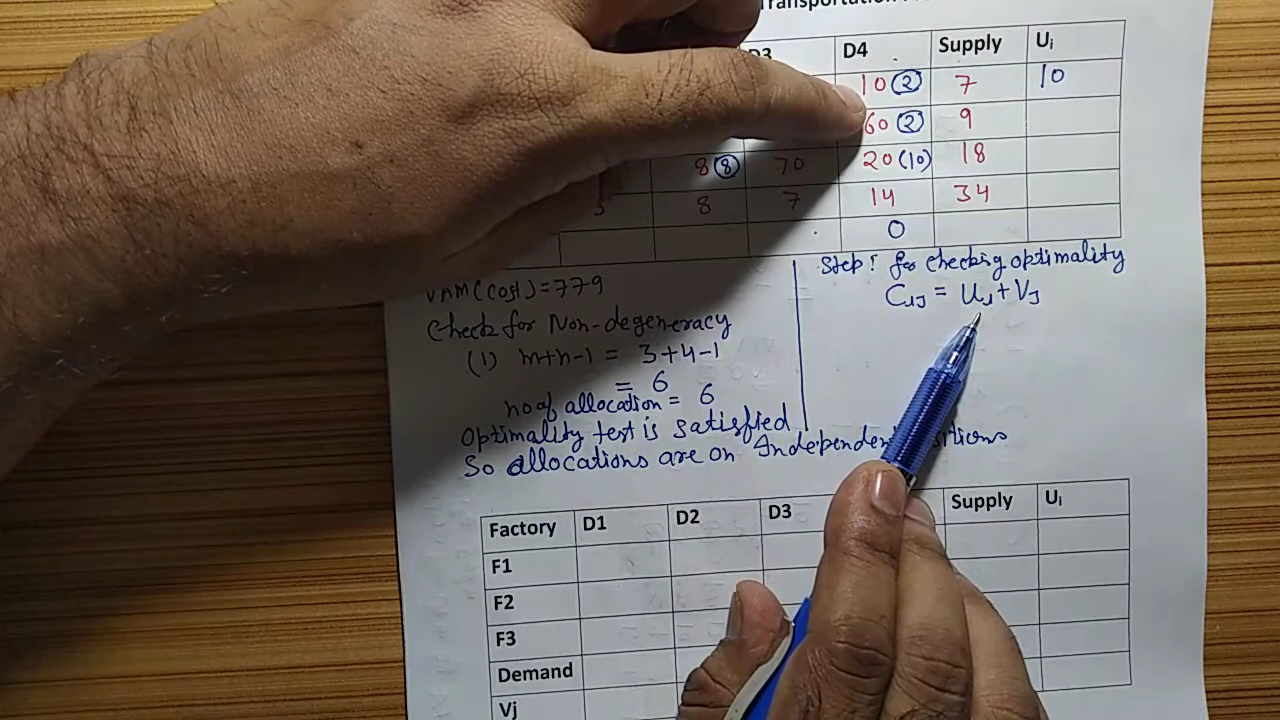 D4 Supply Ui
10 (2) 7 10
60 (2) 9
8 (8) 70 20 (10) 18
8 7 14 34
0
VAM (Cost) = 779
Check for Non-degeneracy
(1) m+n-1 = 3+4-1
= 6
no of allocation = 6
Optimality test is satisfied
So allocations are on Independent
Step: for checking optimality
CIJ = UI + VJ
Factory D1 D2 D3 Supply Ui
F1
F2
F3
Demand
Vj